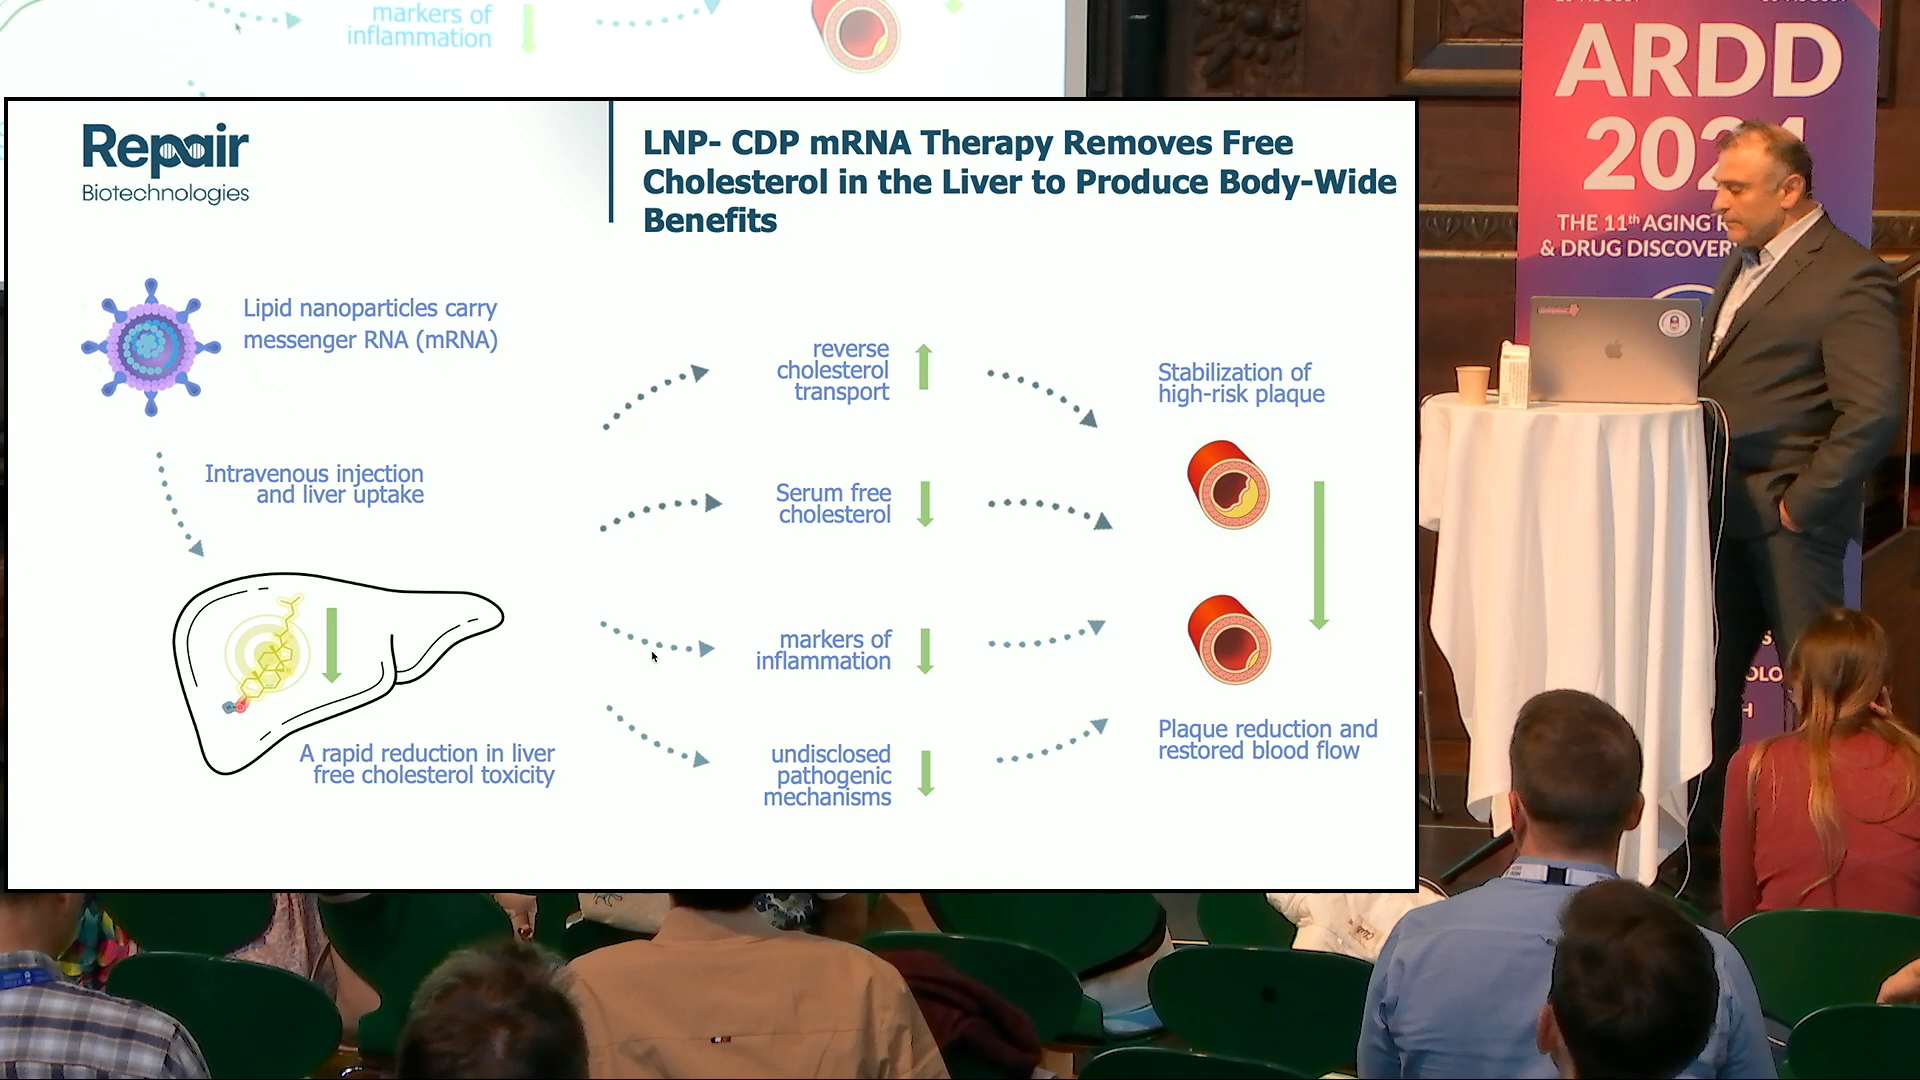 markers of
inflammation
Repair
Biotechnologies
LNP- CDP mRNA Therapy Removes Free
Cholesterol in the Liver to Produce Body-Wide
Benefits
Lipid nanoparticles carry
messenger RNA (mRNA)
Intravenous injection
and liver uptake
A rapid reduction in liver
free cholesterol toxicity
reverse
cholesterol
transport
Serum free
cholesterol
markers of
inflammation
undisclosed
pathogenic
mechanisms
Stabilization of
high-risk plaque
Plaque reduction and
restored blood flow
ARDD
2024
THE 11th AGING
& DRUG DISCOVER